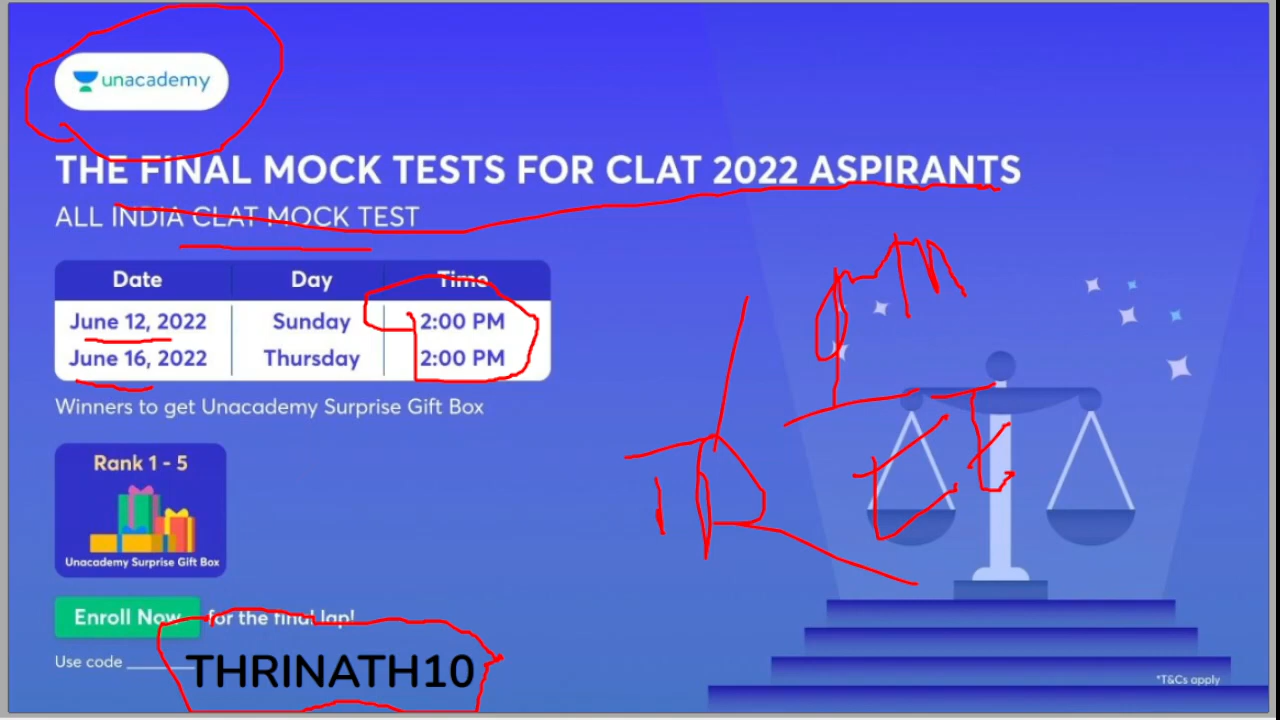 unacademy
THE FINAL MOCK TESTS FOR CLAT 2022 ASPIRANTS
ALL INDIA CLAT MOCK TEST
Date Day Time
June 12, 2022 Sunday 2:00 PM
June 16, 2022 Thursday 2:00 PM
Winners to get Unacademy Surprise Gift Box
Rank 1 - 5
Unacademy Surprise Gift Box
Enroll Now for the final lap!
Use code THRINATH10
*T&Cs apply